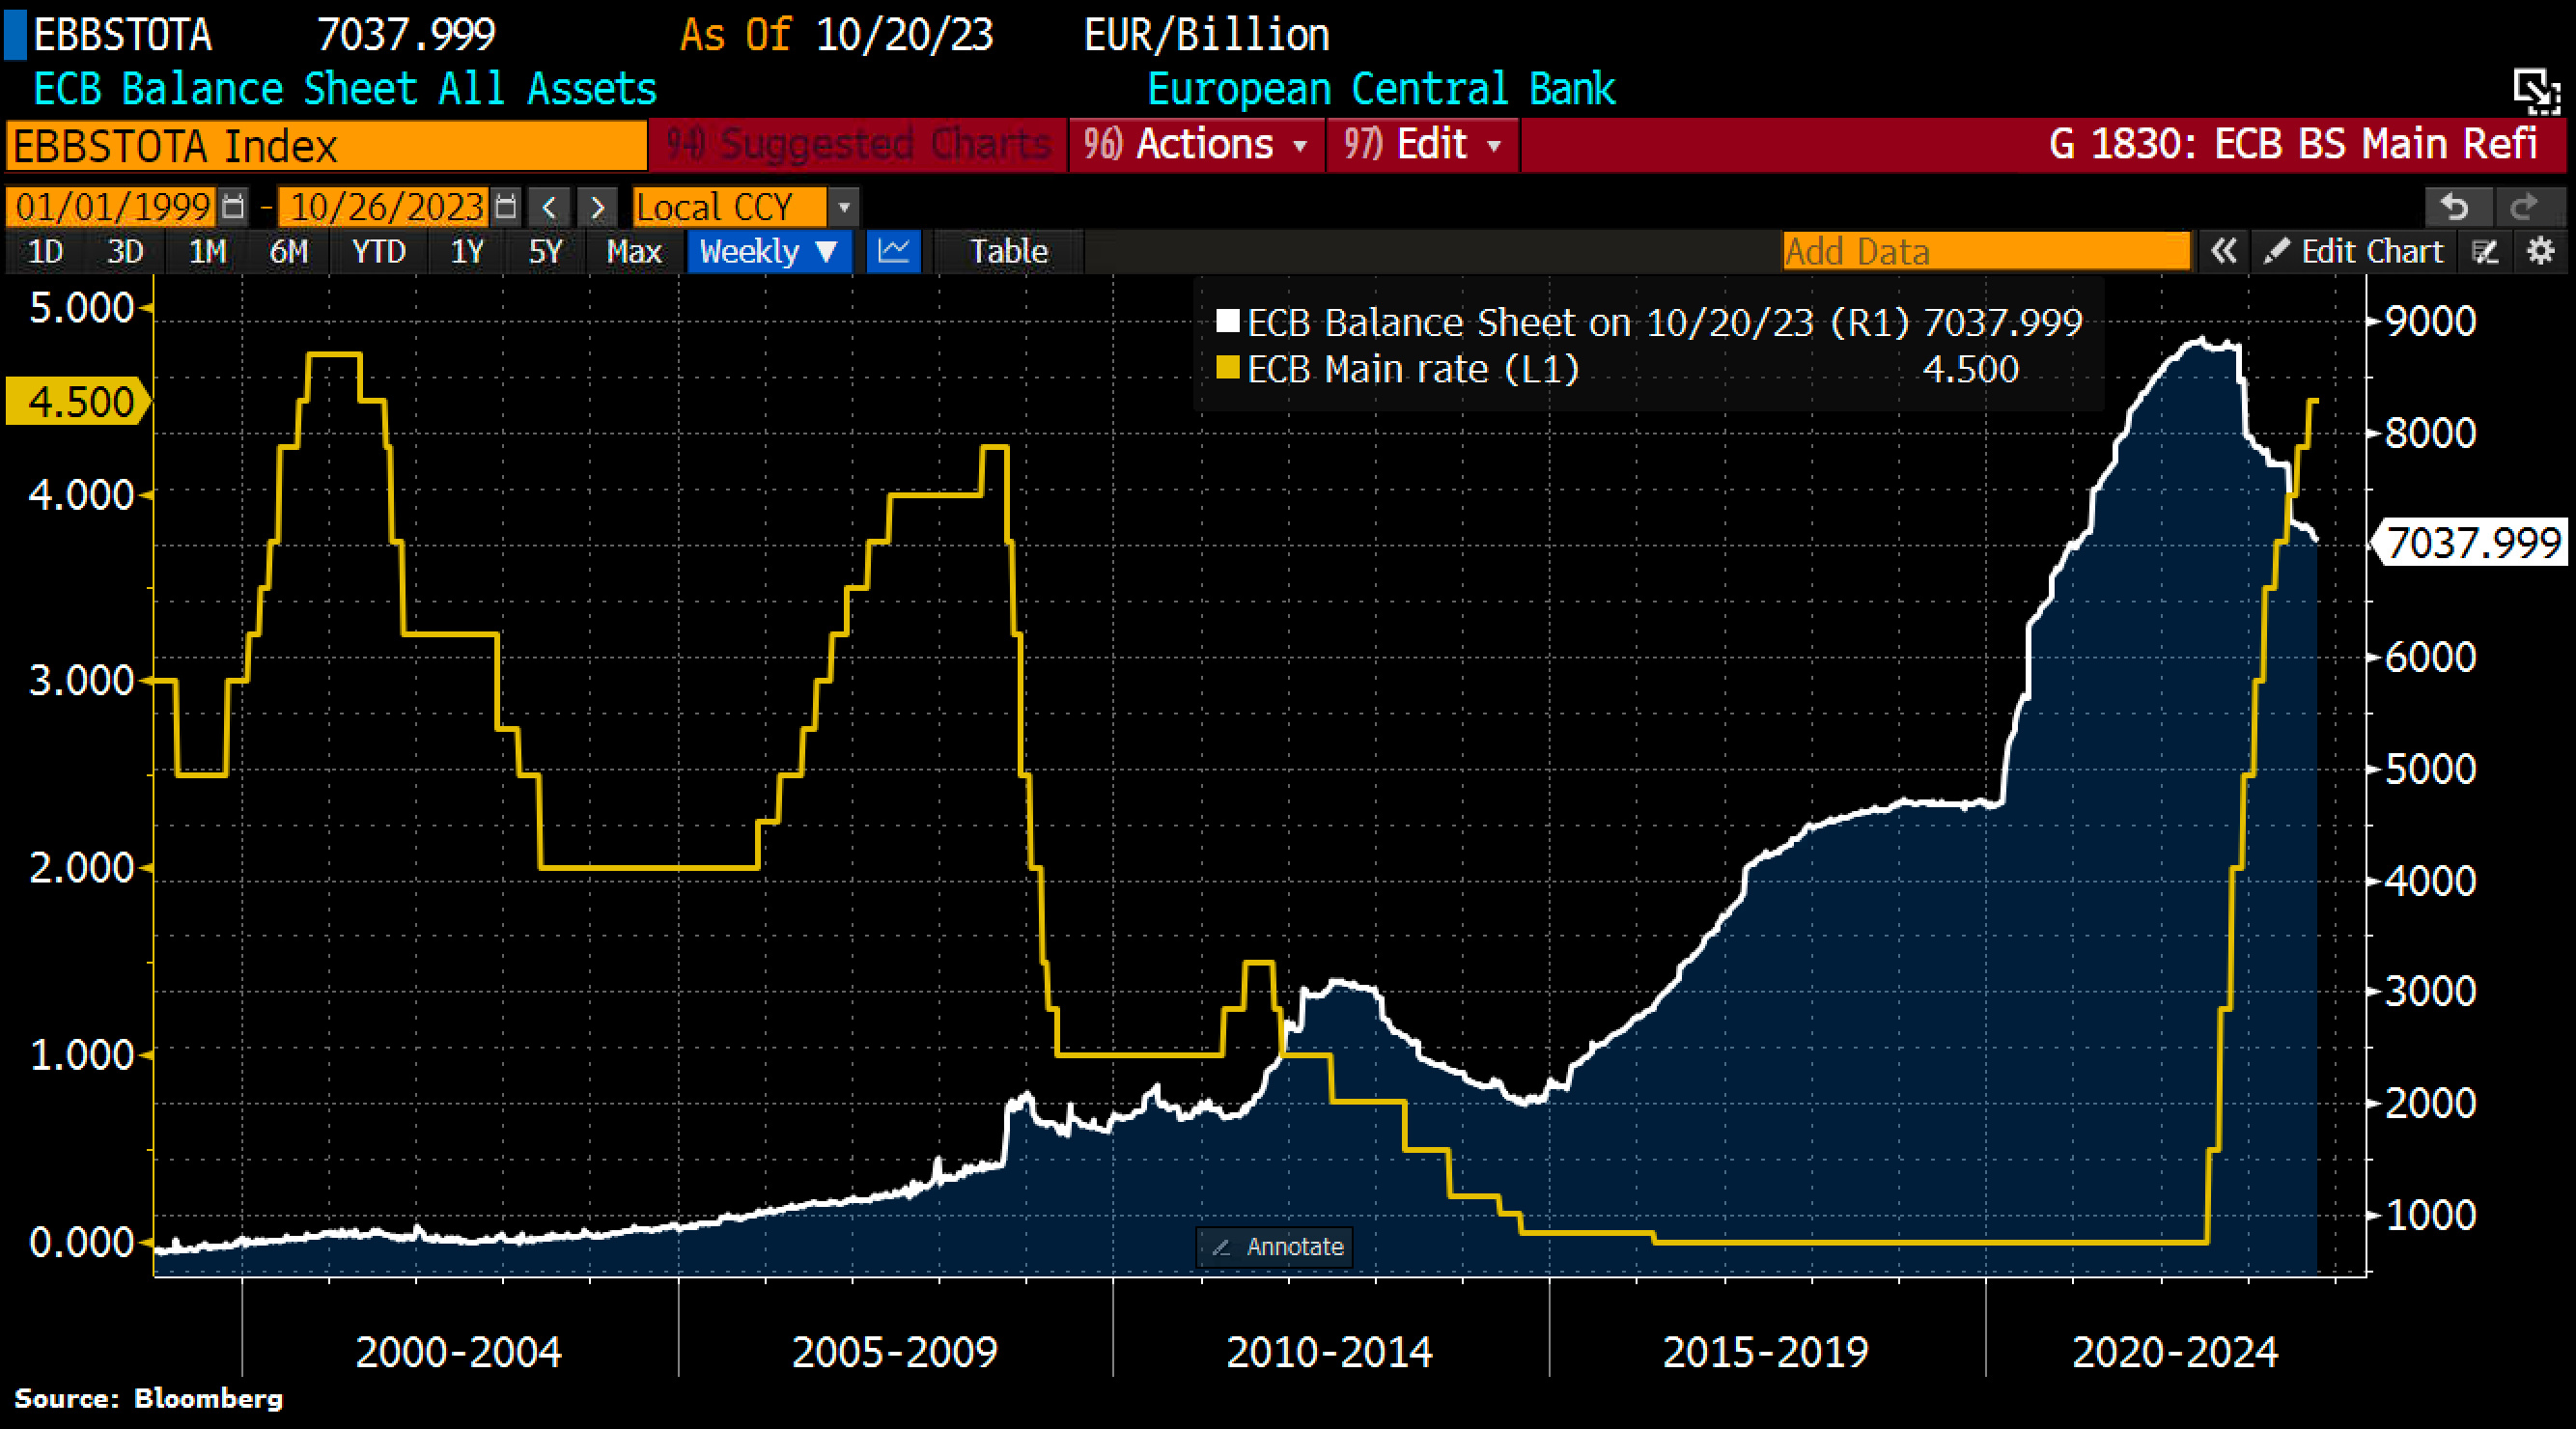 EBBSTOTA 7037.999 As Of 10/20/23 EUR/Billion
ECB Balance Sheet All Assets European Central Bank
EBBSTOTA Index 94) Suggested Charts 96) Actions 97) Edit G 1830: ECB BS Main Refi
01/01/1999 - 10/26/2023 Local CCY
1D 3D 1M 6M YTD 1Y 5Y Max Weekly ▼ Table Add Data Edit Chart
ECB Balance Sheet on 10/20/23 (R1) 7037.999
ECB Main rate (L1) 4.500
5.000
4.500
4.000
3.000
2.000
1.000
0.000
9000
8000
7037.999
6000
5000
4000
3000
2000
1000
Annotate
2000-2004 2005-2009 2010-2014 2015-2019 2020-2024
Source: Bloomberg